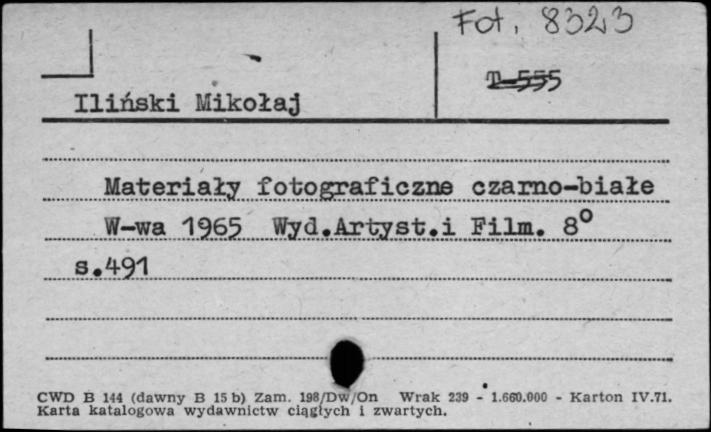 Fot. 8323
T-555
Iliński Mikołaj
Materiały fotograficzne czarno-białe
W-wa 1965 Wyd.Artyst.i Film. 8°
s.491
CWD B 144 (dawny B 15 b) Zam. 198/Dw/On Wrak 239 - 1.660.000 - Karton IV.71.
Karta katalogowa wydawnictw ciągłych i zwartych.